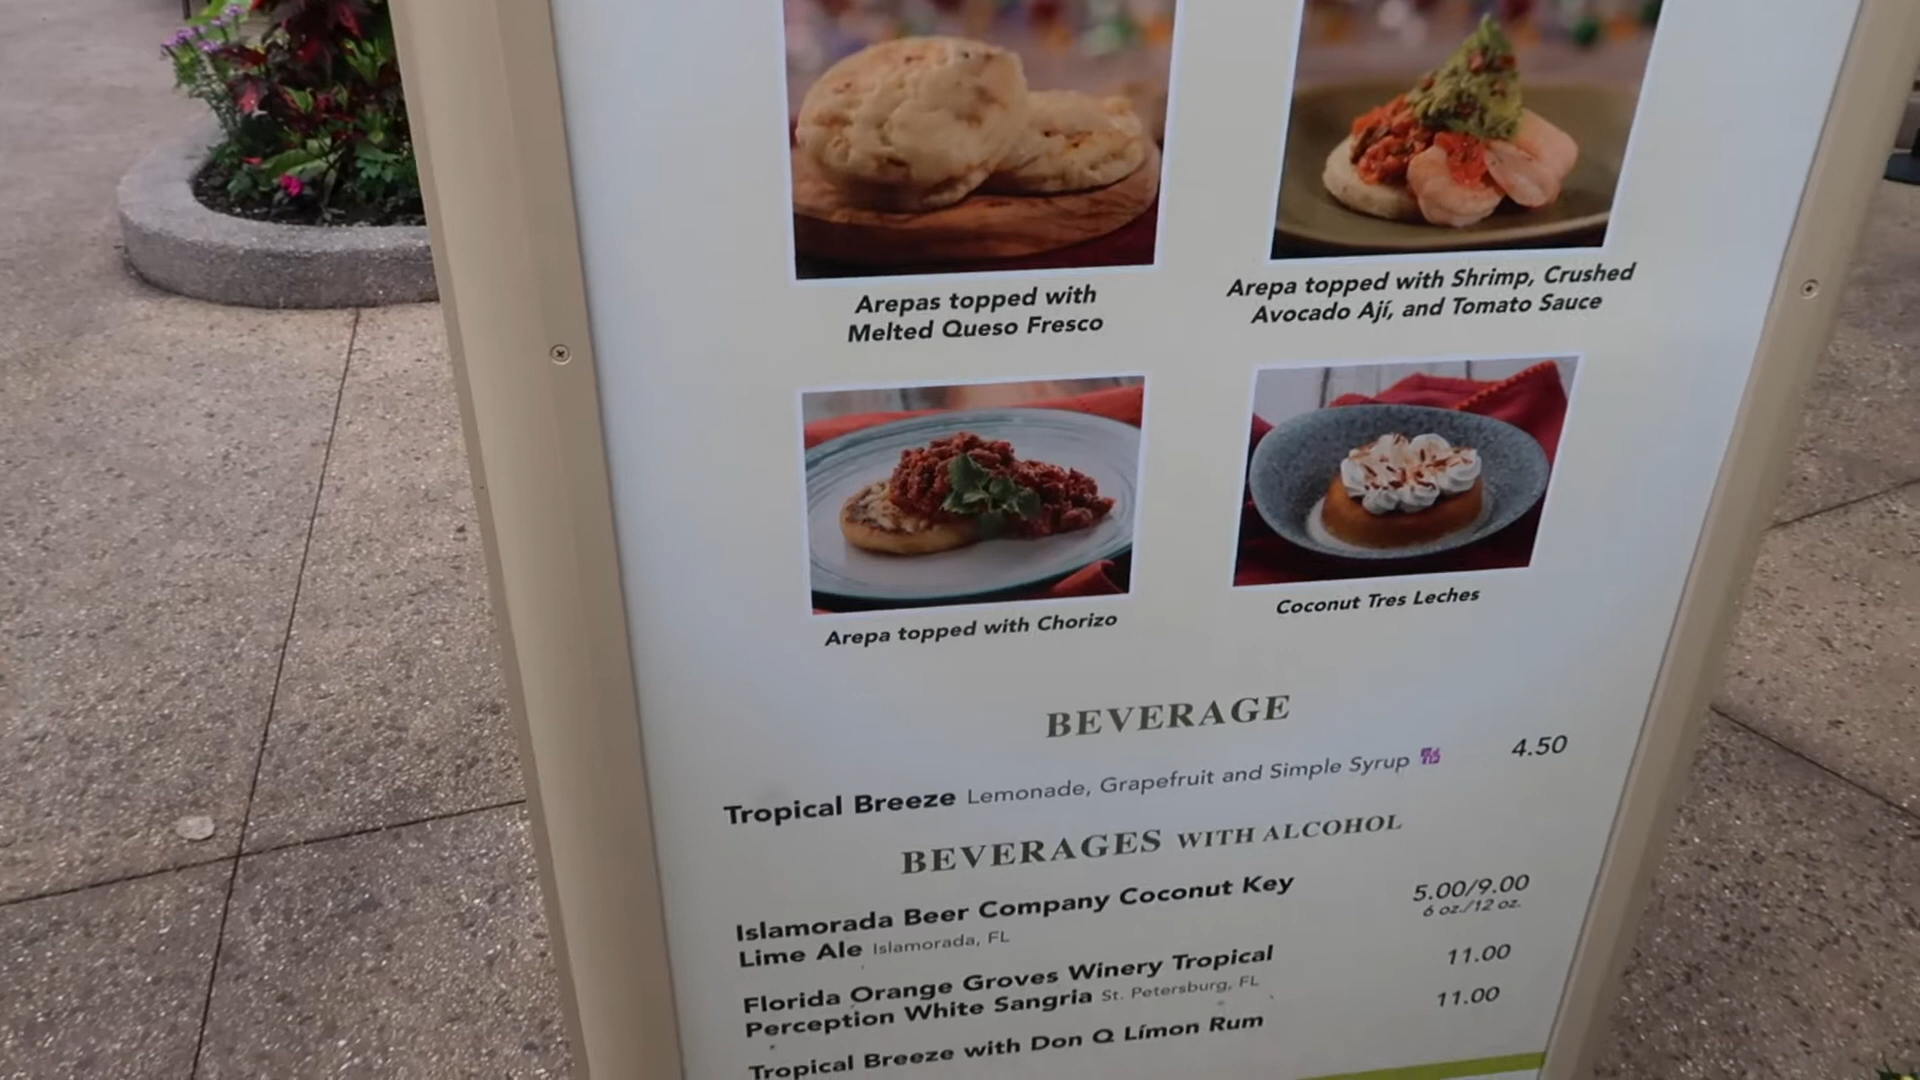 Arepas topped with
Melted Queso Fresco
Arepa topped with Shrimp, Crushed
Avocado Ají, and Tomato Sauce
Arepa topped with Chorizo
Coconut Tres Leches
BEVERAGE
Tropical Breeze Lemonade, Grapefruit and Simple Syrup 4.50
BEVERAGES WITH ALCOHOL
Islamorada Beer Company Coconut Key 5.00/9.00
Lime Ale Islamorada, FL 6 oz./12 oz.
Florida Orange Groves Winery Tropical 11.00
Perception White Sangria St. Petersburg, FL
Tropical Breeze with Don Q Límon Rum 11.00